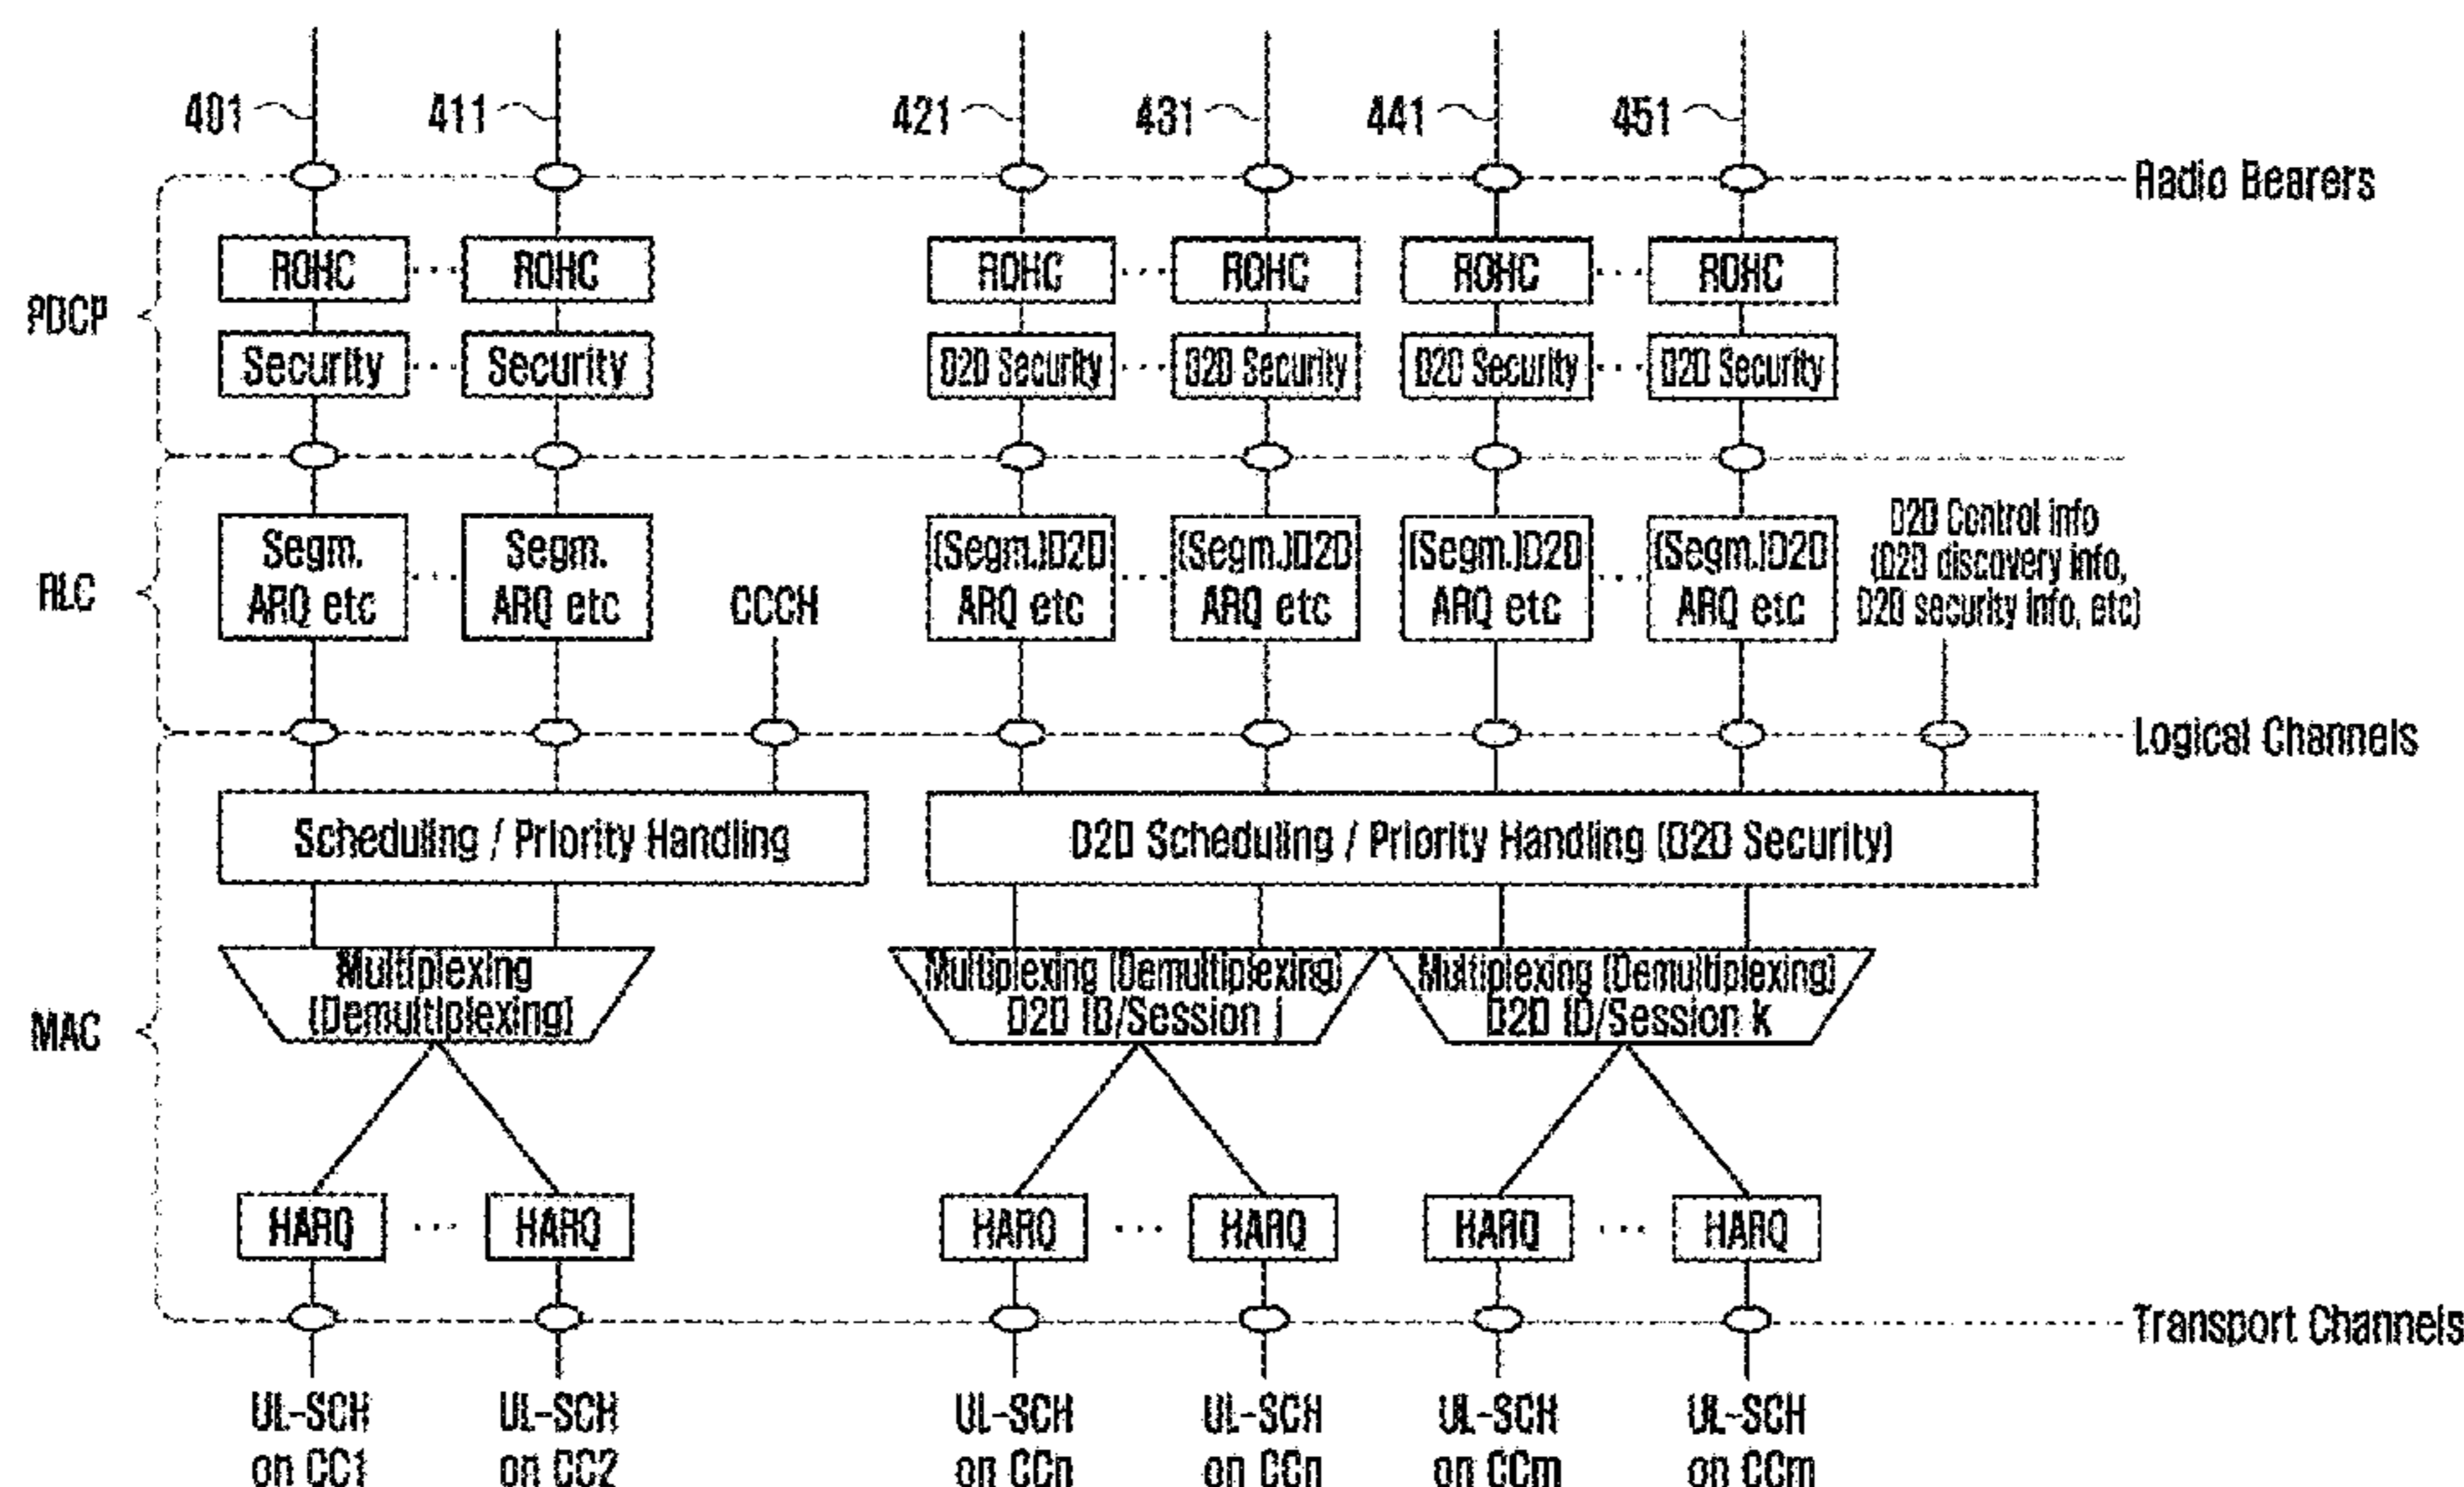 401
411
421
431
441
451
Radio Bearers
PDCP
ROHC
ROHC
ROHC
ROHC
ROHC
ROHC
Security
Security
D2D Security
D2D Security
D2D Security
D2D Security
RLC
Segm.
ARQ etc
Segm.
ARQ etc
CCCH
(Segm.)D2D
ARQ etc
(Segm.)D2D
ARQ etc
(Segm.)D2D
ARQ etc
(Segm.)D2D
ARQ etc
D2D Control info
(D2D discovery info,
D2D security info, etc)
Logical Channels
MAC
Scheduling / Priority Handling
D2D Scheduling / Priority Handling (D2D Security)
Multiplexing
(Demultiplexing)
Multiplexing (Demultiplexing)
D2D ID/Session j
Multiplexing (Demultiplexing)
D2D ID/Session k
HARQ
HARQ
HARQ
HARQ
HARQ
HARQ
Transport Channels
UL-SCH
on CC1
UL-SCH
on CC2
UL-SCH
on CCn
UL-SCH
on CCn
UL-SCH
on CCm
UL-SCH
on CCm